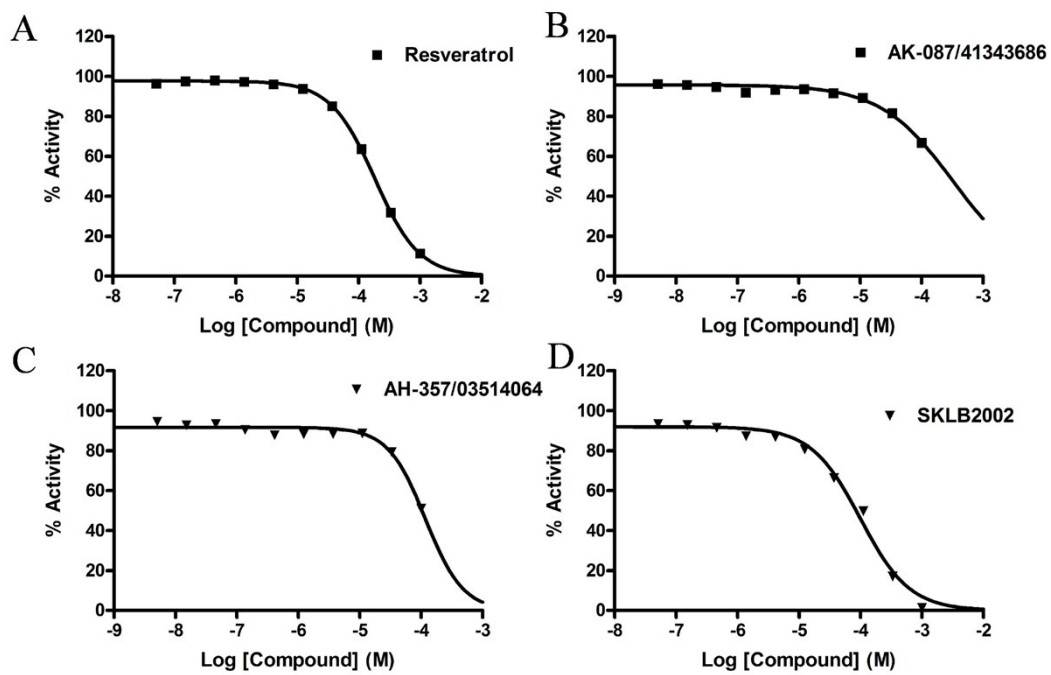 A
120
100
80
60
40
20
0
% Activity
-8 -7 -6 -5 -4 -3 -2
Log [Compound] (M)
Resveratrol
B
120
100
80
60
40
20
0
% Activity
-9 -8 -7 -6 -5 -4 -3
Log [Compound] (M)
AK-087/41343686
C
120
100
80
60
40
20
0
% Activity
-9 -8 -7 -6 -5 -4 -3
Log [Compound] (M)
AH-357/03514064
D
120
100
80
60
40
20
0
% Activity
-8 -7 -6 -5 -4 -3 -2
Log [Compound] (M)
SKLB2002